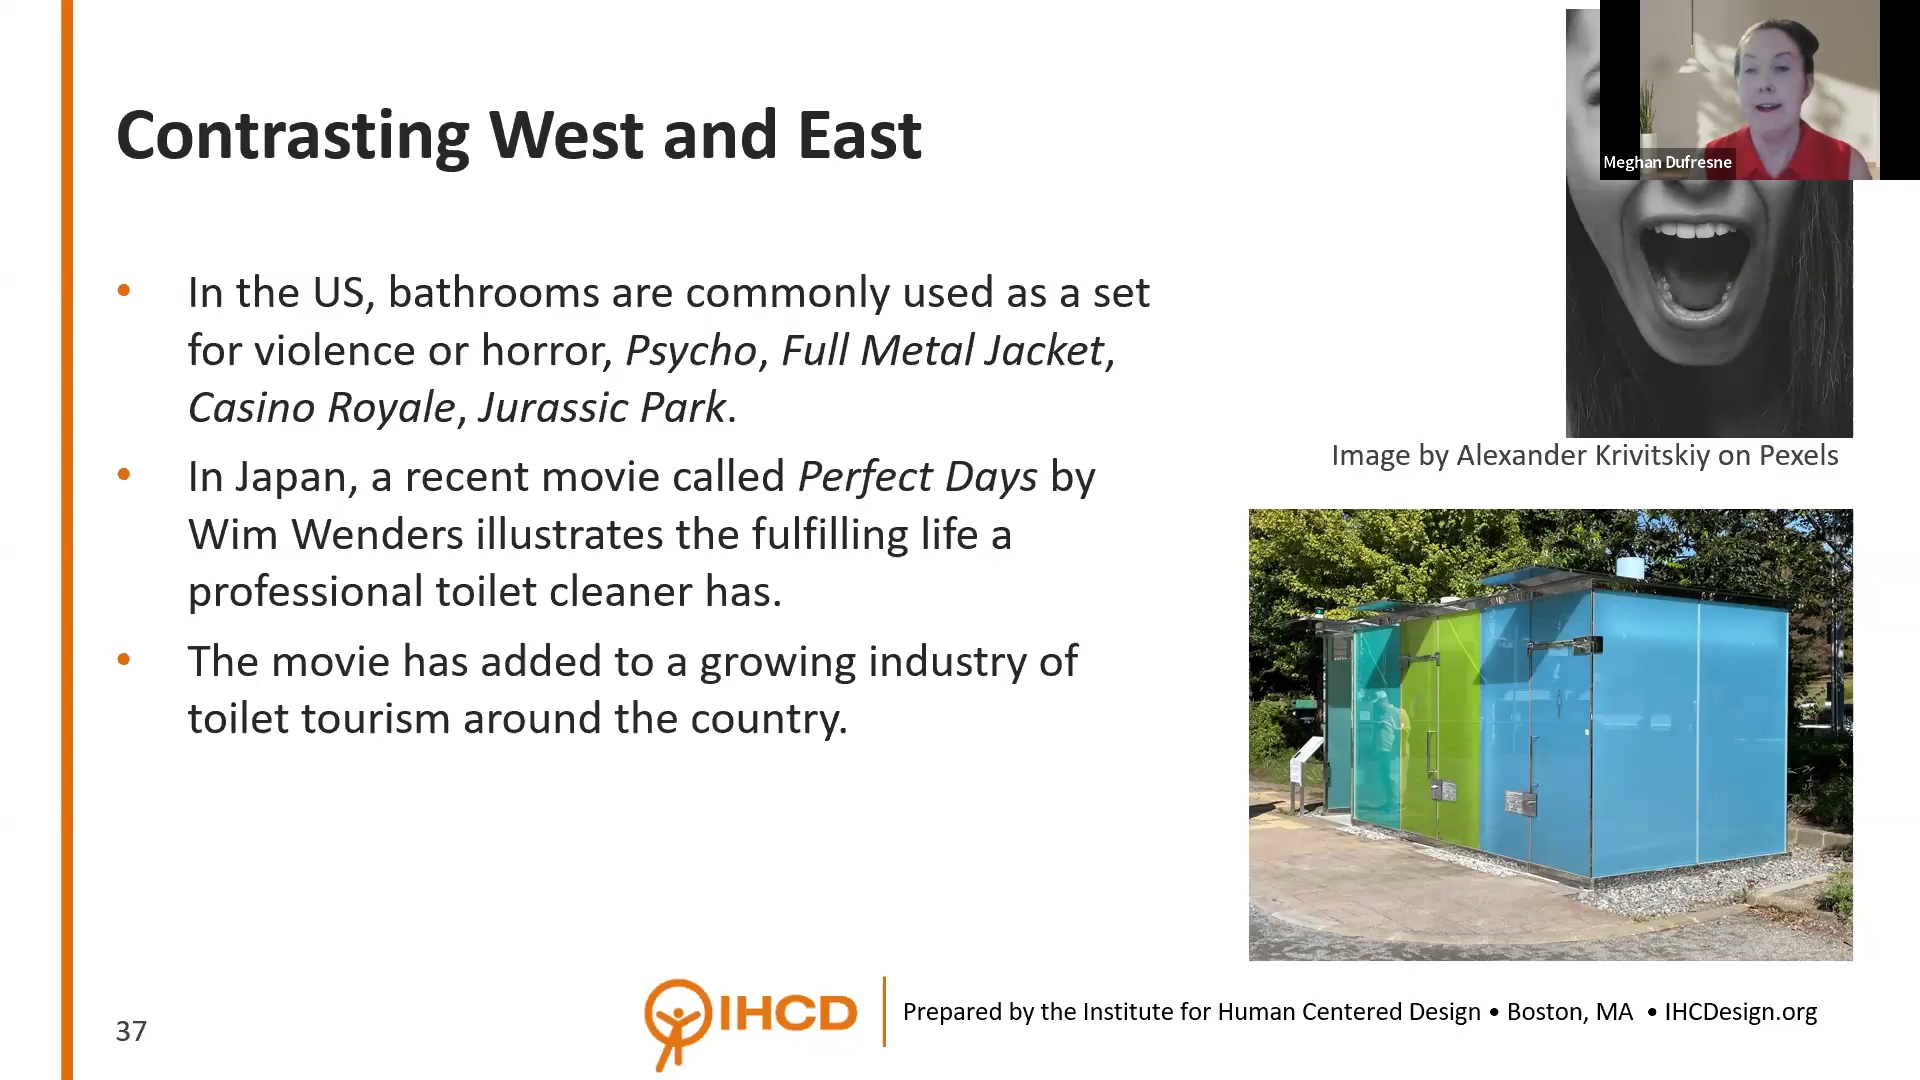 Contrasting West and East
Meghan Dufresne
• In the US, bathrooms are commonly used as a set
for violence or horror, Psycho, Full Metal Jacket,
Casino Royale, Jurassic Park.
• In Japan, a recent movie called Perfect Days by
Wim Wenders illustrates the fulfilling life a
professional toilet cleaner has.
• The movie has added to a growing industry of
toilet tourism around the country.
Image by Alexander Krivitskiy on Pexels
37
IHCD
Prepared by the Institute for Human Centered Design • Boston, MA • IHCDesign.org